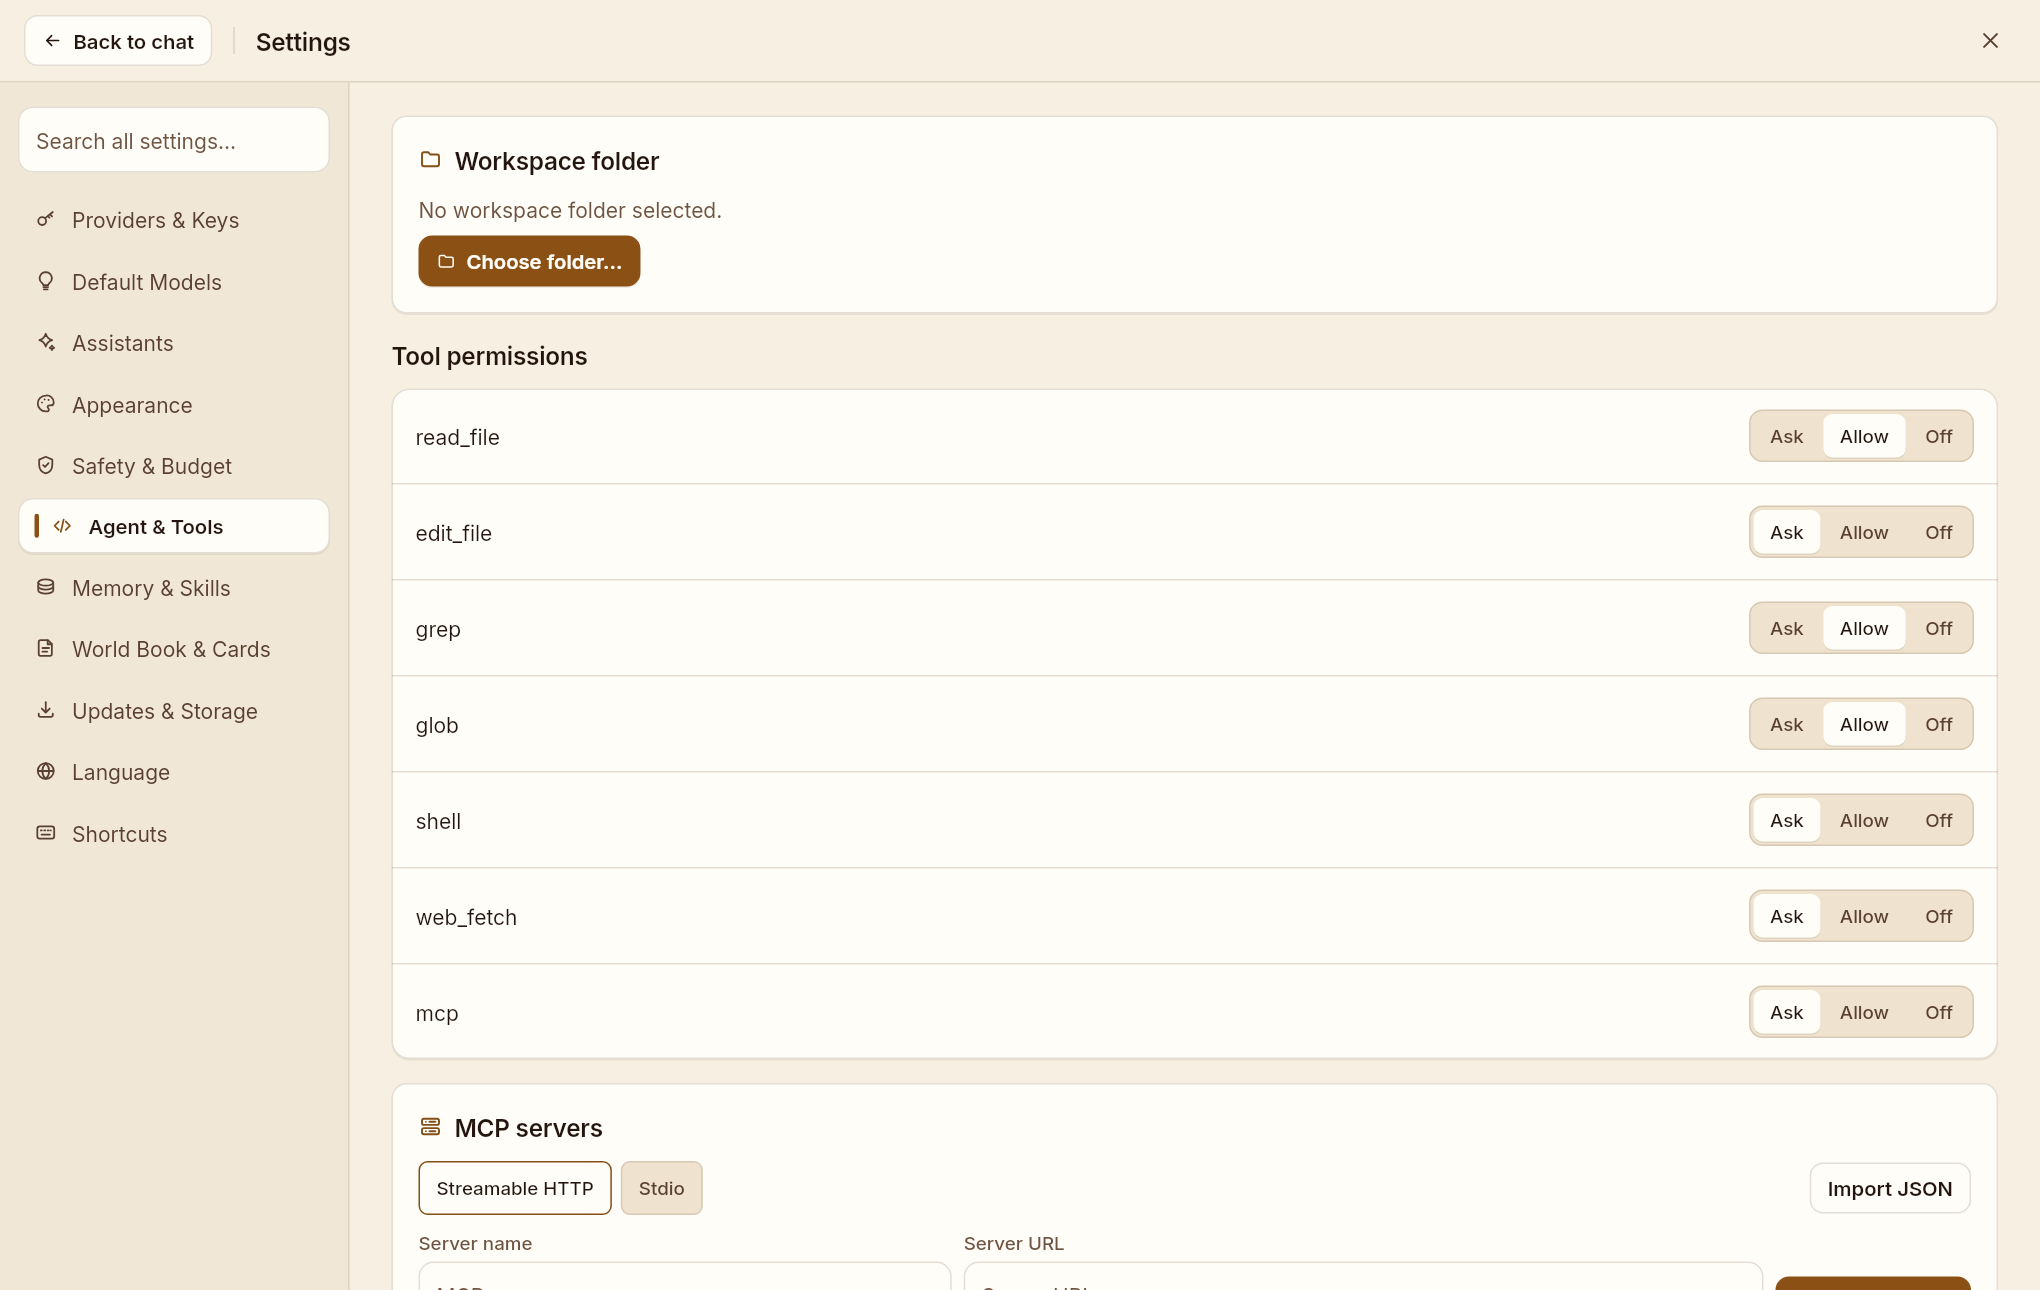 Back to chat
Settings
Search all settings...
Providers & Keys
Default Models
Assistants
Appearance
Safety & Budget
Agent & Tools
Memory & Skills
World Book & Cards
Updates & Storage
Language
Shortcuts
Workspace folder
No workspace folder selected.
Choose folder...
Tool permissions
read_file
Ask Allow Off
edit_file
Ask Allow Off
grep
Ask Allow Off
glob
Ask Allow Off
shell
Ask Allow Off
web_fetch
Ask Allow Off
mcp
Ask Allow Off
MCP servers
Streamable HTTP Stdio Import JSON
Server name Server URL